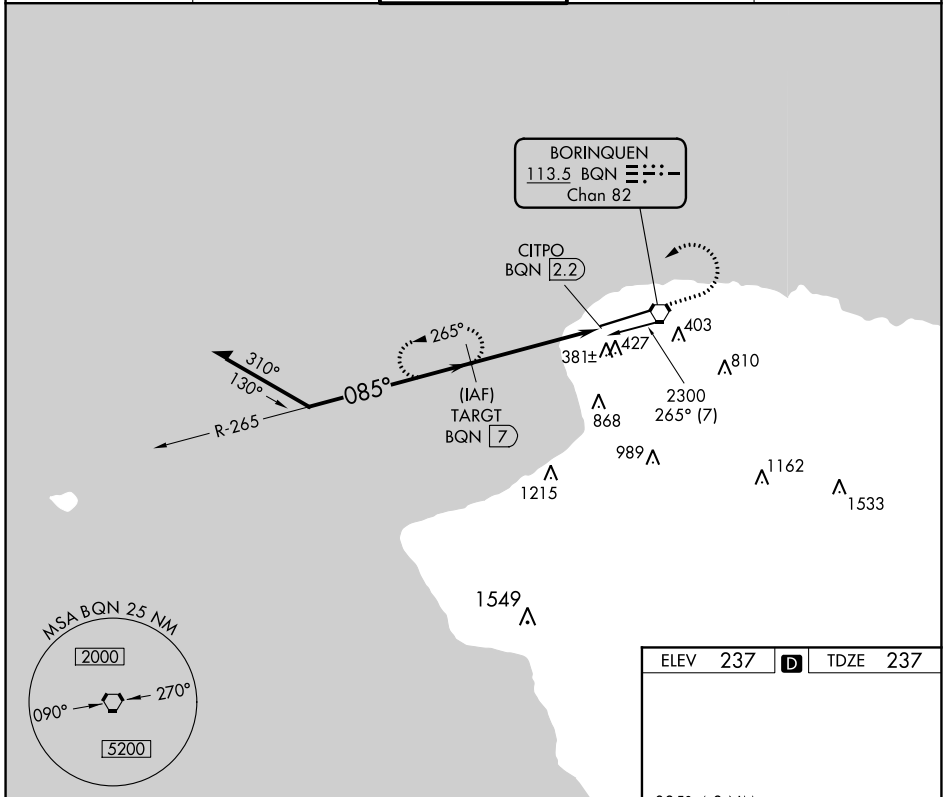 BORINQUEN
113.5 BQN
Chan 82
CITPO
BQN 2.2
403
427
381±
810
310°
130°
265°
085°
(IAF)
TARGT
BQN 7
R-265
2300
265° (7)
868
989
1162
1215
1533
1549
MSA BQN 25 NM
2000
270°
090°
5200
ELEV 237 D TDZE 237